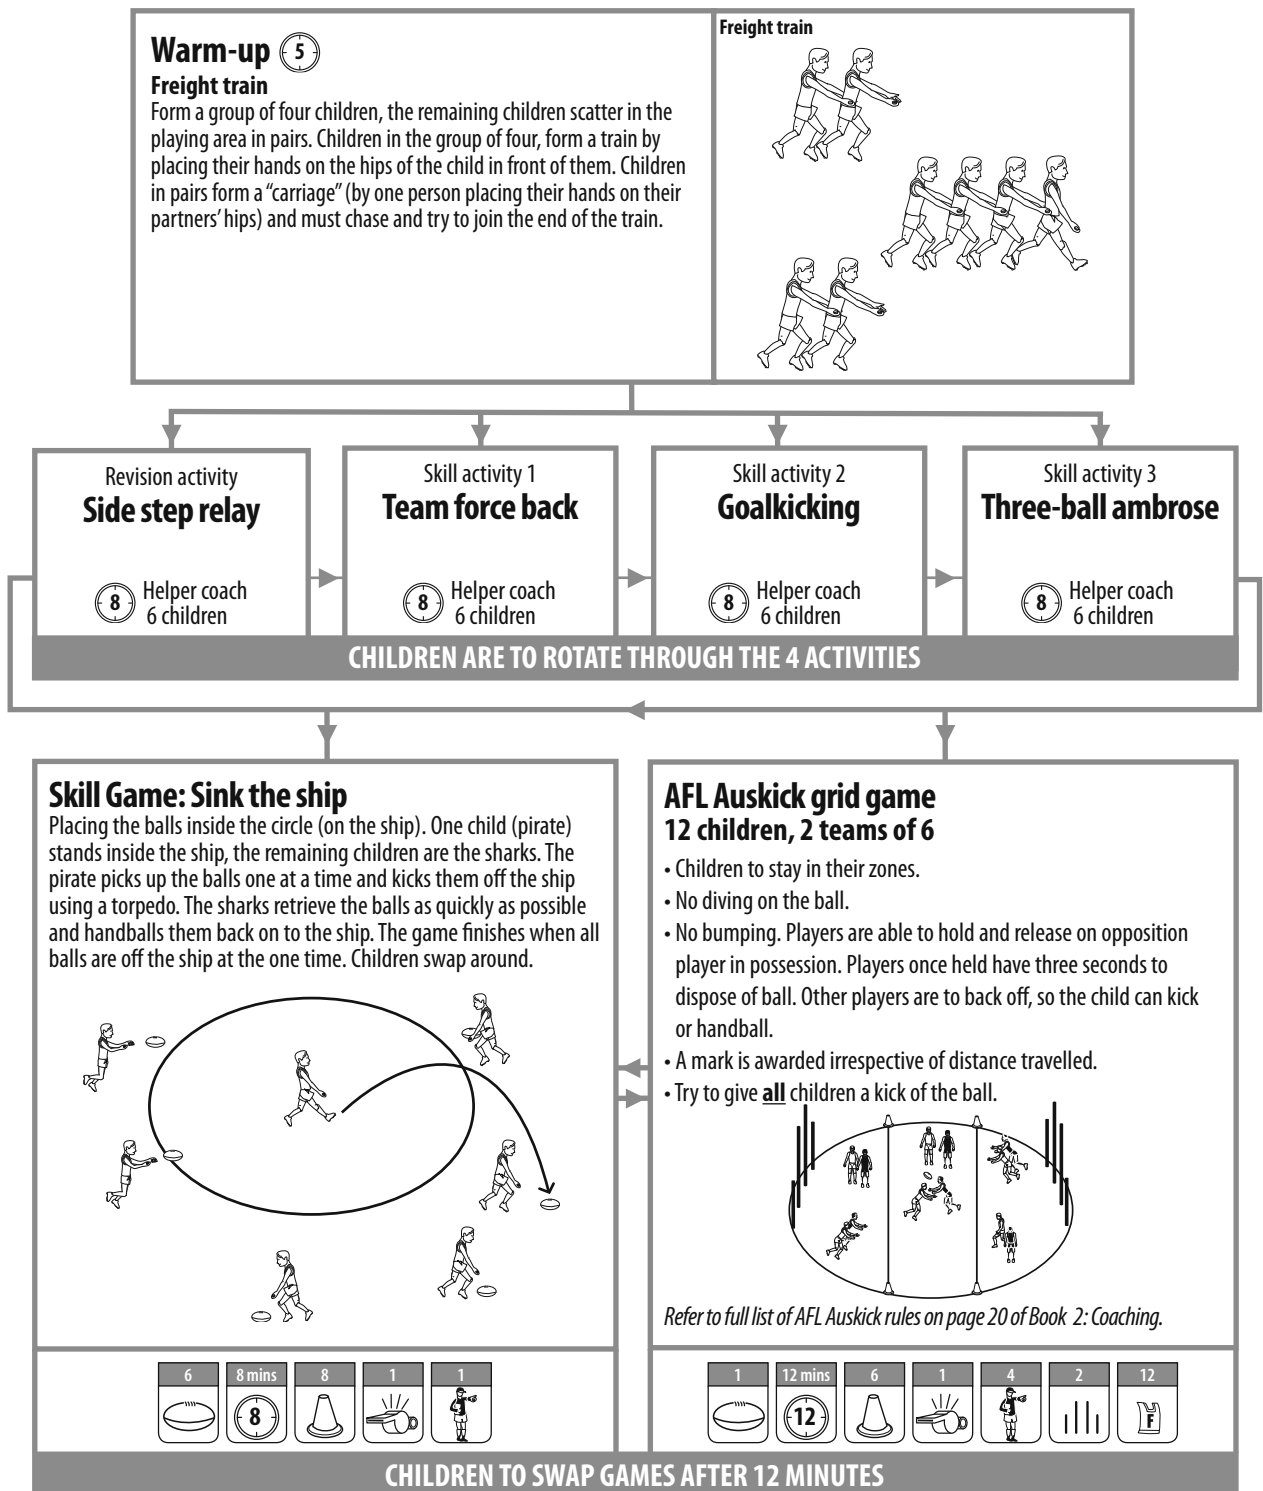 Warm-up 5
Freight train
Form a group of four children, the remaining children scatter in the
playing area in pairs. Children in the group of four, form a train by
placing their hands on the hips of the child in front of them. Children
in pairs form a “carriage” (by one person placing their hands on their
partners’ hips) and must chase and try to join the end of the train.
Freight train
Revision activity
Side step relay
8 Helper coach
6 children
Skill activity 1
Team force back
8 Helper coach
6 children
Skill activity 2
Goalkicking
8 Helper coach
6 children
Skill activity 3
Three-ball ambrose
8 Helper coach
6 children
CHILDREN ARE TO ROTATE THROUGH THE 4 ACTIVITIES
Skill Game: Sink the ship
Placing the balls inside the circle (on the ship). One child (pirate)
stands inside the ship, the remaining children are the sharks. The
pirate picks up the balls one at a time and kicks them off the ship
using a torpedo. The sharks retrieve the balls as quickly as possible
and handballs them back on to the ship. The game finishes when all
balls are off the ship at the one time. Children swap around.
6 8 mins 8 1 1
8
AFL Auskick grid game
12 children, 2 teams of 6
• Children to stay in their zones.
• No diving on the ball.
• No bumping. Players are able to hold and release on opposition
player in possession. Players once held have three seconds to
dispose of ball. Other players are to back off, so the child can kick
or handball.
• A mark is awarded irrespective of distance travelled.
• Try to give all children a kick of the ball.
Refer to full list of AFL Auskick rules on page 20 of Book 2: Coaching.
1 12 mins 6 1 4 2 12
12 F
CHILDREN TO SWAP GAMES AFTER 12 MINUTES